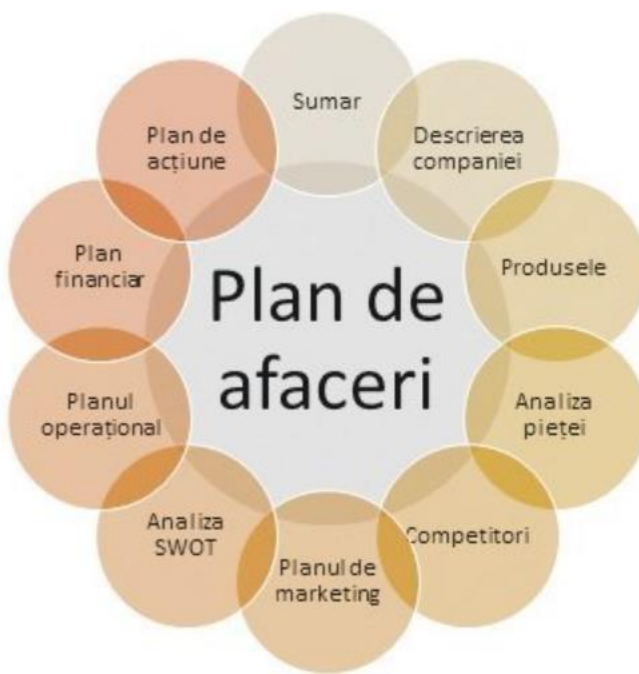 Plan de
afaceri
Sumar
Descrierea
companiei
Produsele
Analiza
pieței
Competitori
Planul de
marketing
Analiza
SWOT
Planul
operațional
Plan
financiar
Plan de
acțiune